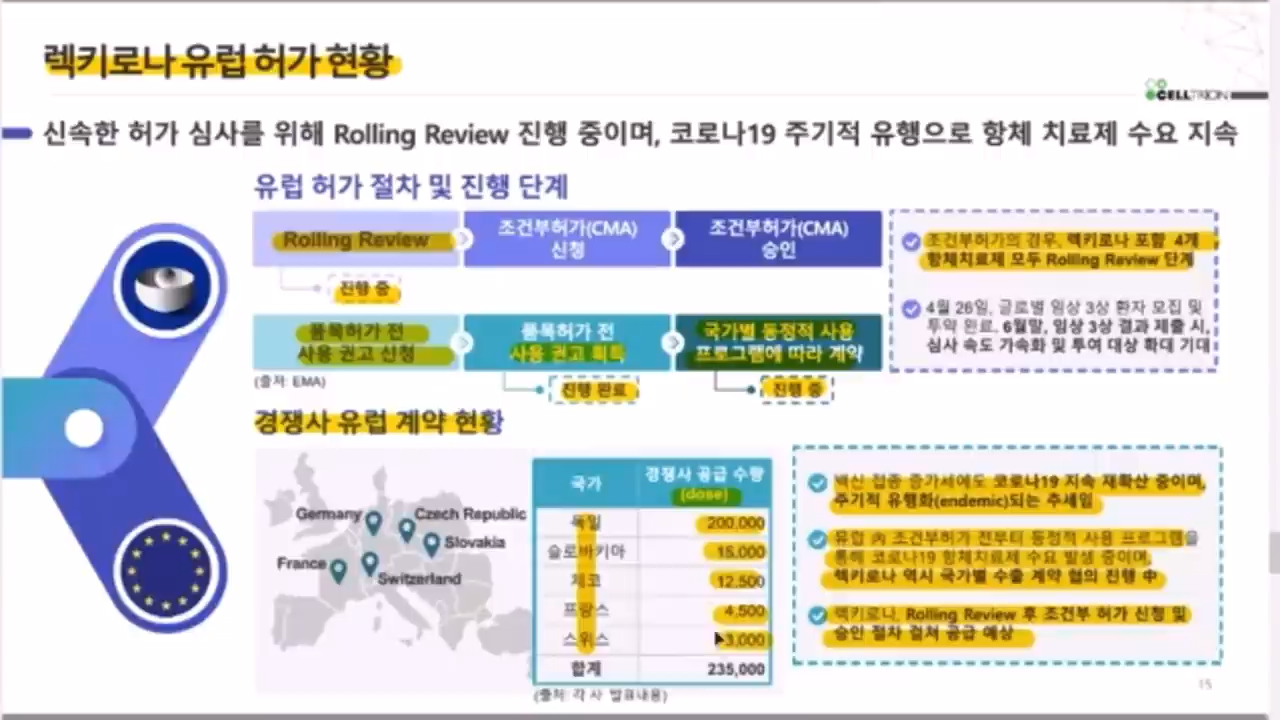 렉키로나 유럽 허가 현황
CELLTRION
신속한 허가 심사를 위해 Rolling Review 진행 중이며, 코로나19 주기적 유행으로 항체 치료제 수요 지속
유럽 허가 절차 및 진행 단계
Rolling Review
조건부허가(CMA)
신청
조건부허가(CMA)
승인
진행 중
품목허가 전
사용 권고 신청
품목허가 전
사용 권고 획득
국가별 동정적 사용
프로그램에 따라 계약
진행 완료
진행 중
(출처: EMA)
조건부허가의 경우, 렉키로나 포함 4개
항체치료제 모두 Rolling Review 단계
4월 26일, 글로벌 임상 3상 환자 모집 및
투약 완료, 6월말, 임상 3상 결과 제출 시,
심사 속도 가속화 및 투여 대상 확대 기대
경쟁사 유럽 계약 현황
Germany
Czech Republic
Slovakia
France
Switzerland
국가
경쟁사 공급 수량
(dose)
독일 200,000
슬로바키아 15,000
체코 12,500
프랑스 4,500
스위스 3,000
합계 235,000
(출처: 각 사 발표내용)
백신 접종 증가세에도 코로나19 지속 재확산 중이며,
주기적 유행화(endemic)되는 추세임
유럽 內 조건부허가 전부터 동정적 사용 프로그램을
통해 코로나19 항체치료제 수요 발생 중이며,
렉키로나 역시 국가별 수출 계약 협의 진행 中
렉키로나, Rolling Review 후 조건부 허가 신청 및
승인 절차 걸쳐 공급 예상
15